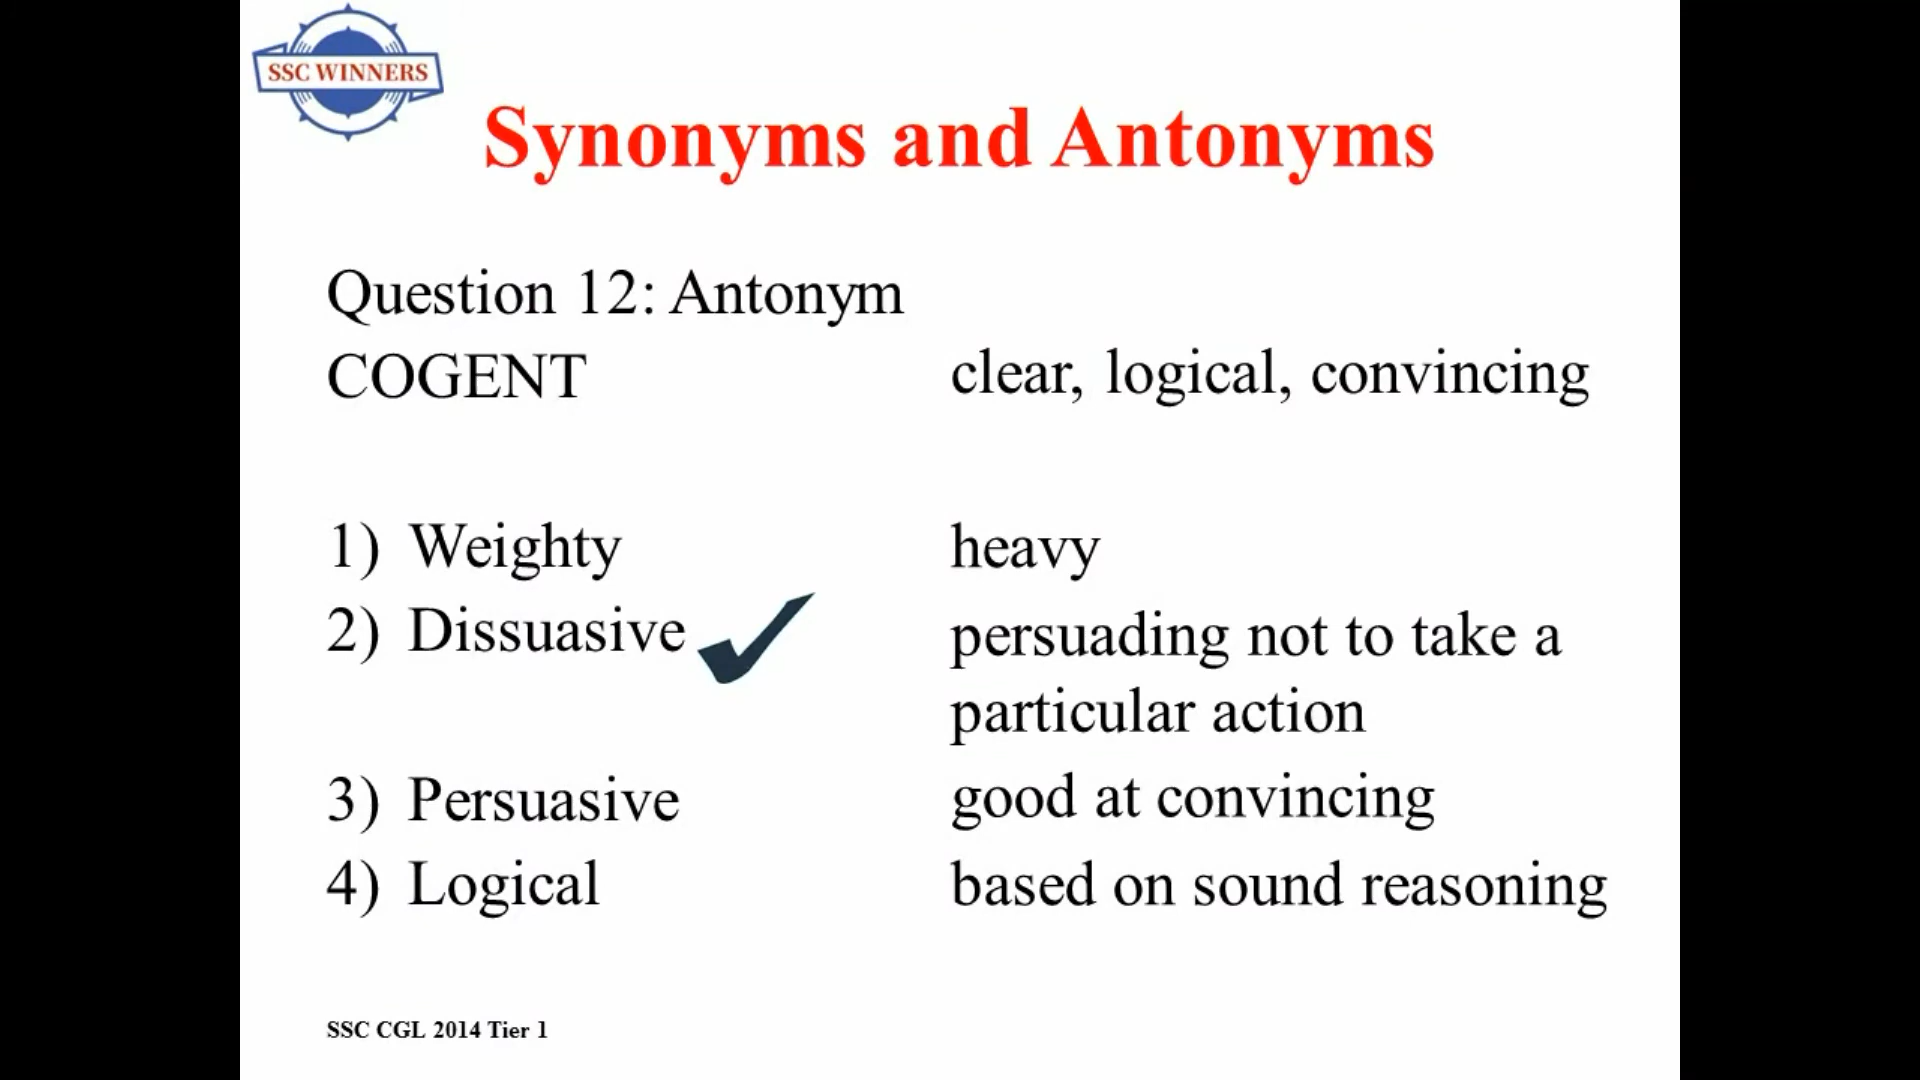 SSC WINNERS
Synonyms and Antonyms
Question 12: Antonym
COGENT clear, logical, convincing
1) Weighty heavy
2) Dissuasive persuading not to take a
particular action
3) Persuasive good at convincing
4) Logical based on sound reasoning
SSC CGL 2014 Tier 1